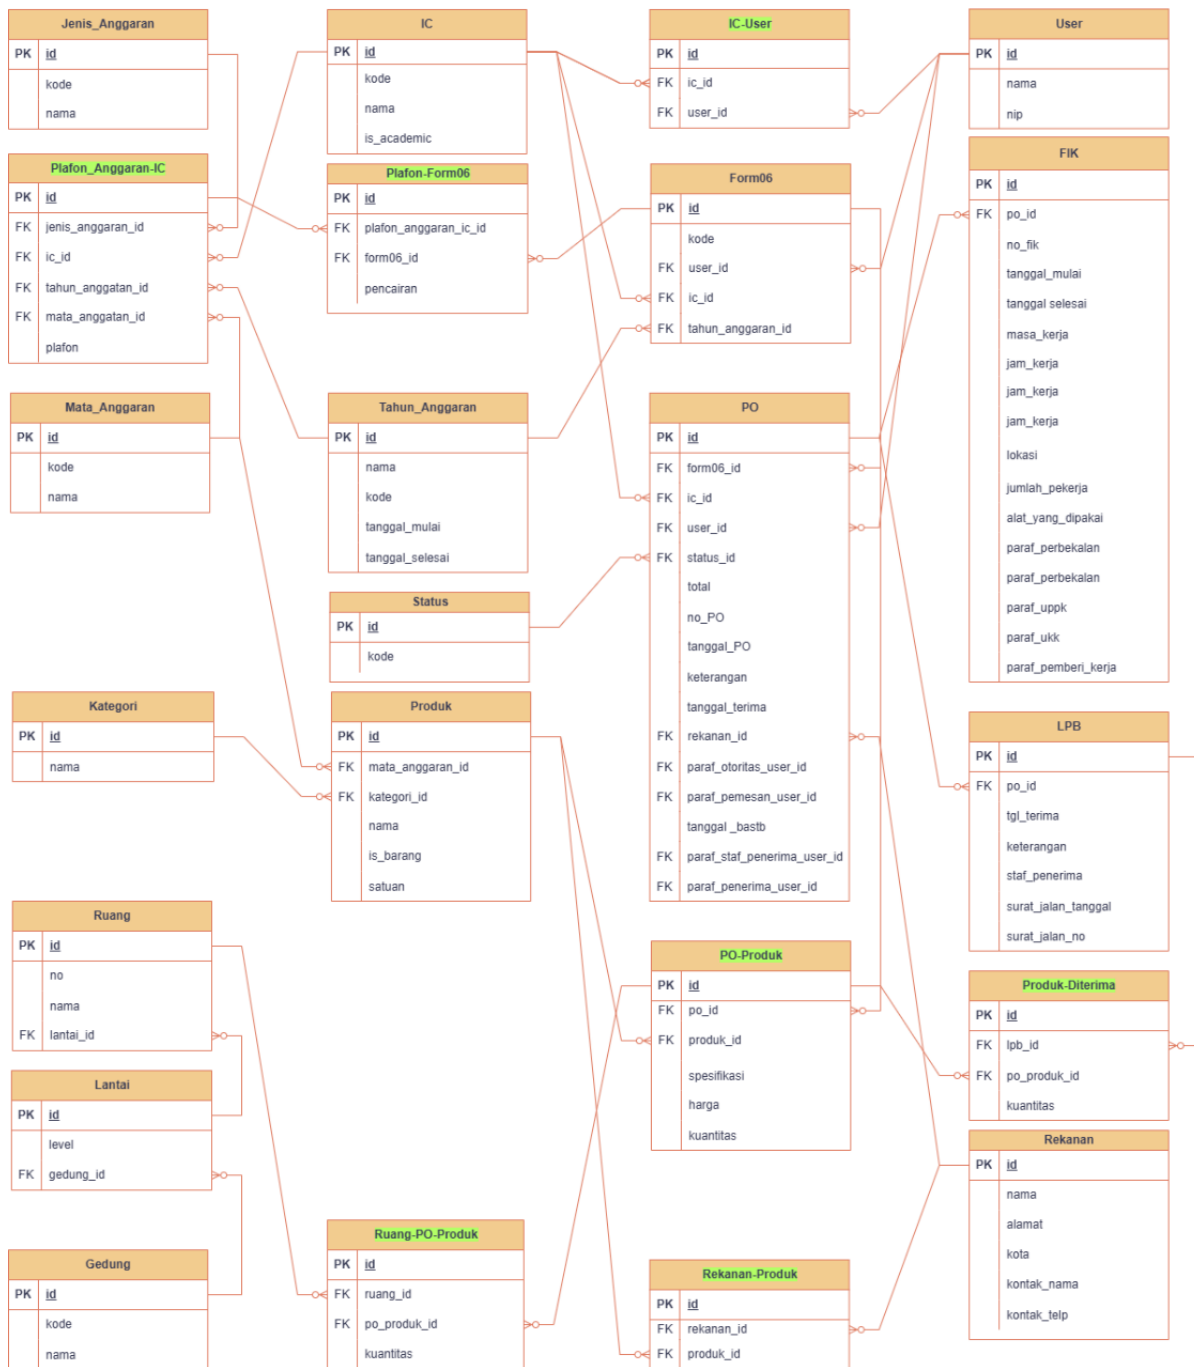 Jenis_Anggaran
PK id
kode
nama
IC
PK id
kode
nama
is_academic
IC-User
PK id
FK ic_id
FK user_id
User
PK id
nama
nip
Plafon_Anggaran-IC
PK id
FK jenis_anggaran_id
FK ic_id
FK tahun_anggatan_id
FK mata_anggatan_id
plafon
Plafon-Form06
PK id
FK plafon_anggaran_ic_id
FK form06_id
pencairan
Form06
PK id
kode
FK user_id
FK ic_id
FK tahun_anggaran_id
FIK
PK id
FK po_id
no_fik
tanggal_mulai
tanggal selesai
masa_kerja
jam_kerja
jam_kerja
jam_kerja
lokasi
jumlah_pekerja
alat_yang_dipakai
paraf_perbekalan
paraf_perbekalan
paraf_uppk
paraf_ukk
paraf_pemberi_kerja
Mata_Anggaran
PK id
kode
nama
Tahun_Anggaran
PK id
nama
kode
tanggal_mulai
tanggal_selesai
PO
PK id
FK form06_id
FK ic_id
FK user_id
FK status_id
total
no_PO
tanggal_PO
keterangan
tanggal_terima
FK rekanan_id
FK paraf_otoritas_user_id
FK paraf_pemesan_user_id
tanggal _bastb
FK paraf_staf_penerima_user_id
FK paraf_penerima_user_id
Status
PK id
kode
Kategori
PK id
nama
Produk
PK id
FK mata_anggaran_id
FK kategori_id
nama
is_barang
satuan
LPB
PK id
FK po_id
tgl_terima
keterangan
staf_penerima
surat_jalan_tanggal
surat_jalan_no
Ruang
PK id
no
nama
FK lantai_id
PO-Produk
PK id
FK po_id
FK produk_id
spesifikasi
harga
kuantitas
Produk-Diterima
PK id
FK lpb_id
FK po_produk_id
kuantitas
Lantai
PK id
level
FK gedung_id
Rekanan
PK id
nama
alamat
kota
kontak_nama
kontak_telp
Gedung
PK id
kode
nama
Ruang-PO-Produk
PK id
FK ruang_id
FK po_produk_id
kuantitas
Rekanan-Produk
PK id
FK rekanan_id
FK produk_id